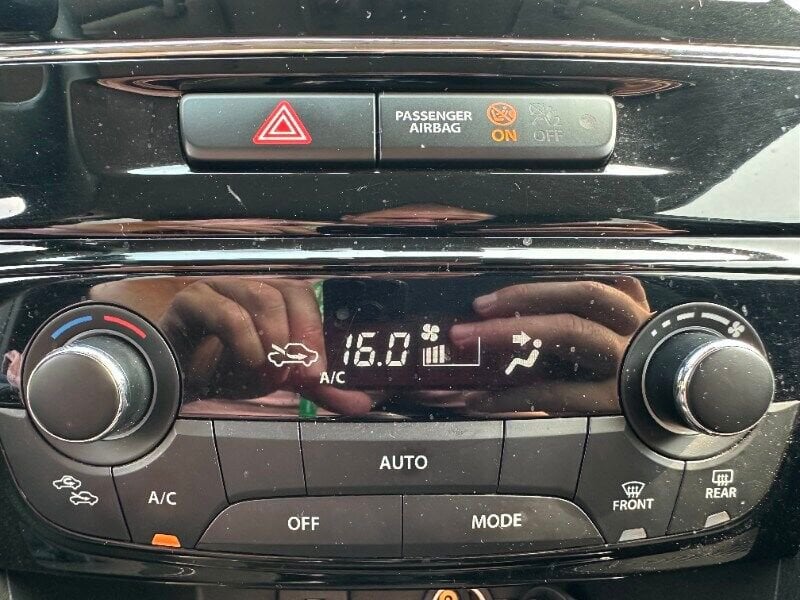 PASSENGER
AIRBAG
ON OFF
16.0
A/C
AUTO
A/C
OFF
MODE
FRONT
REAR